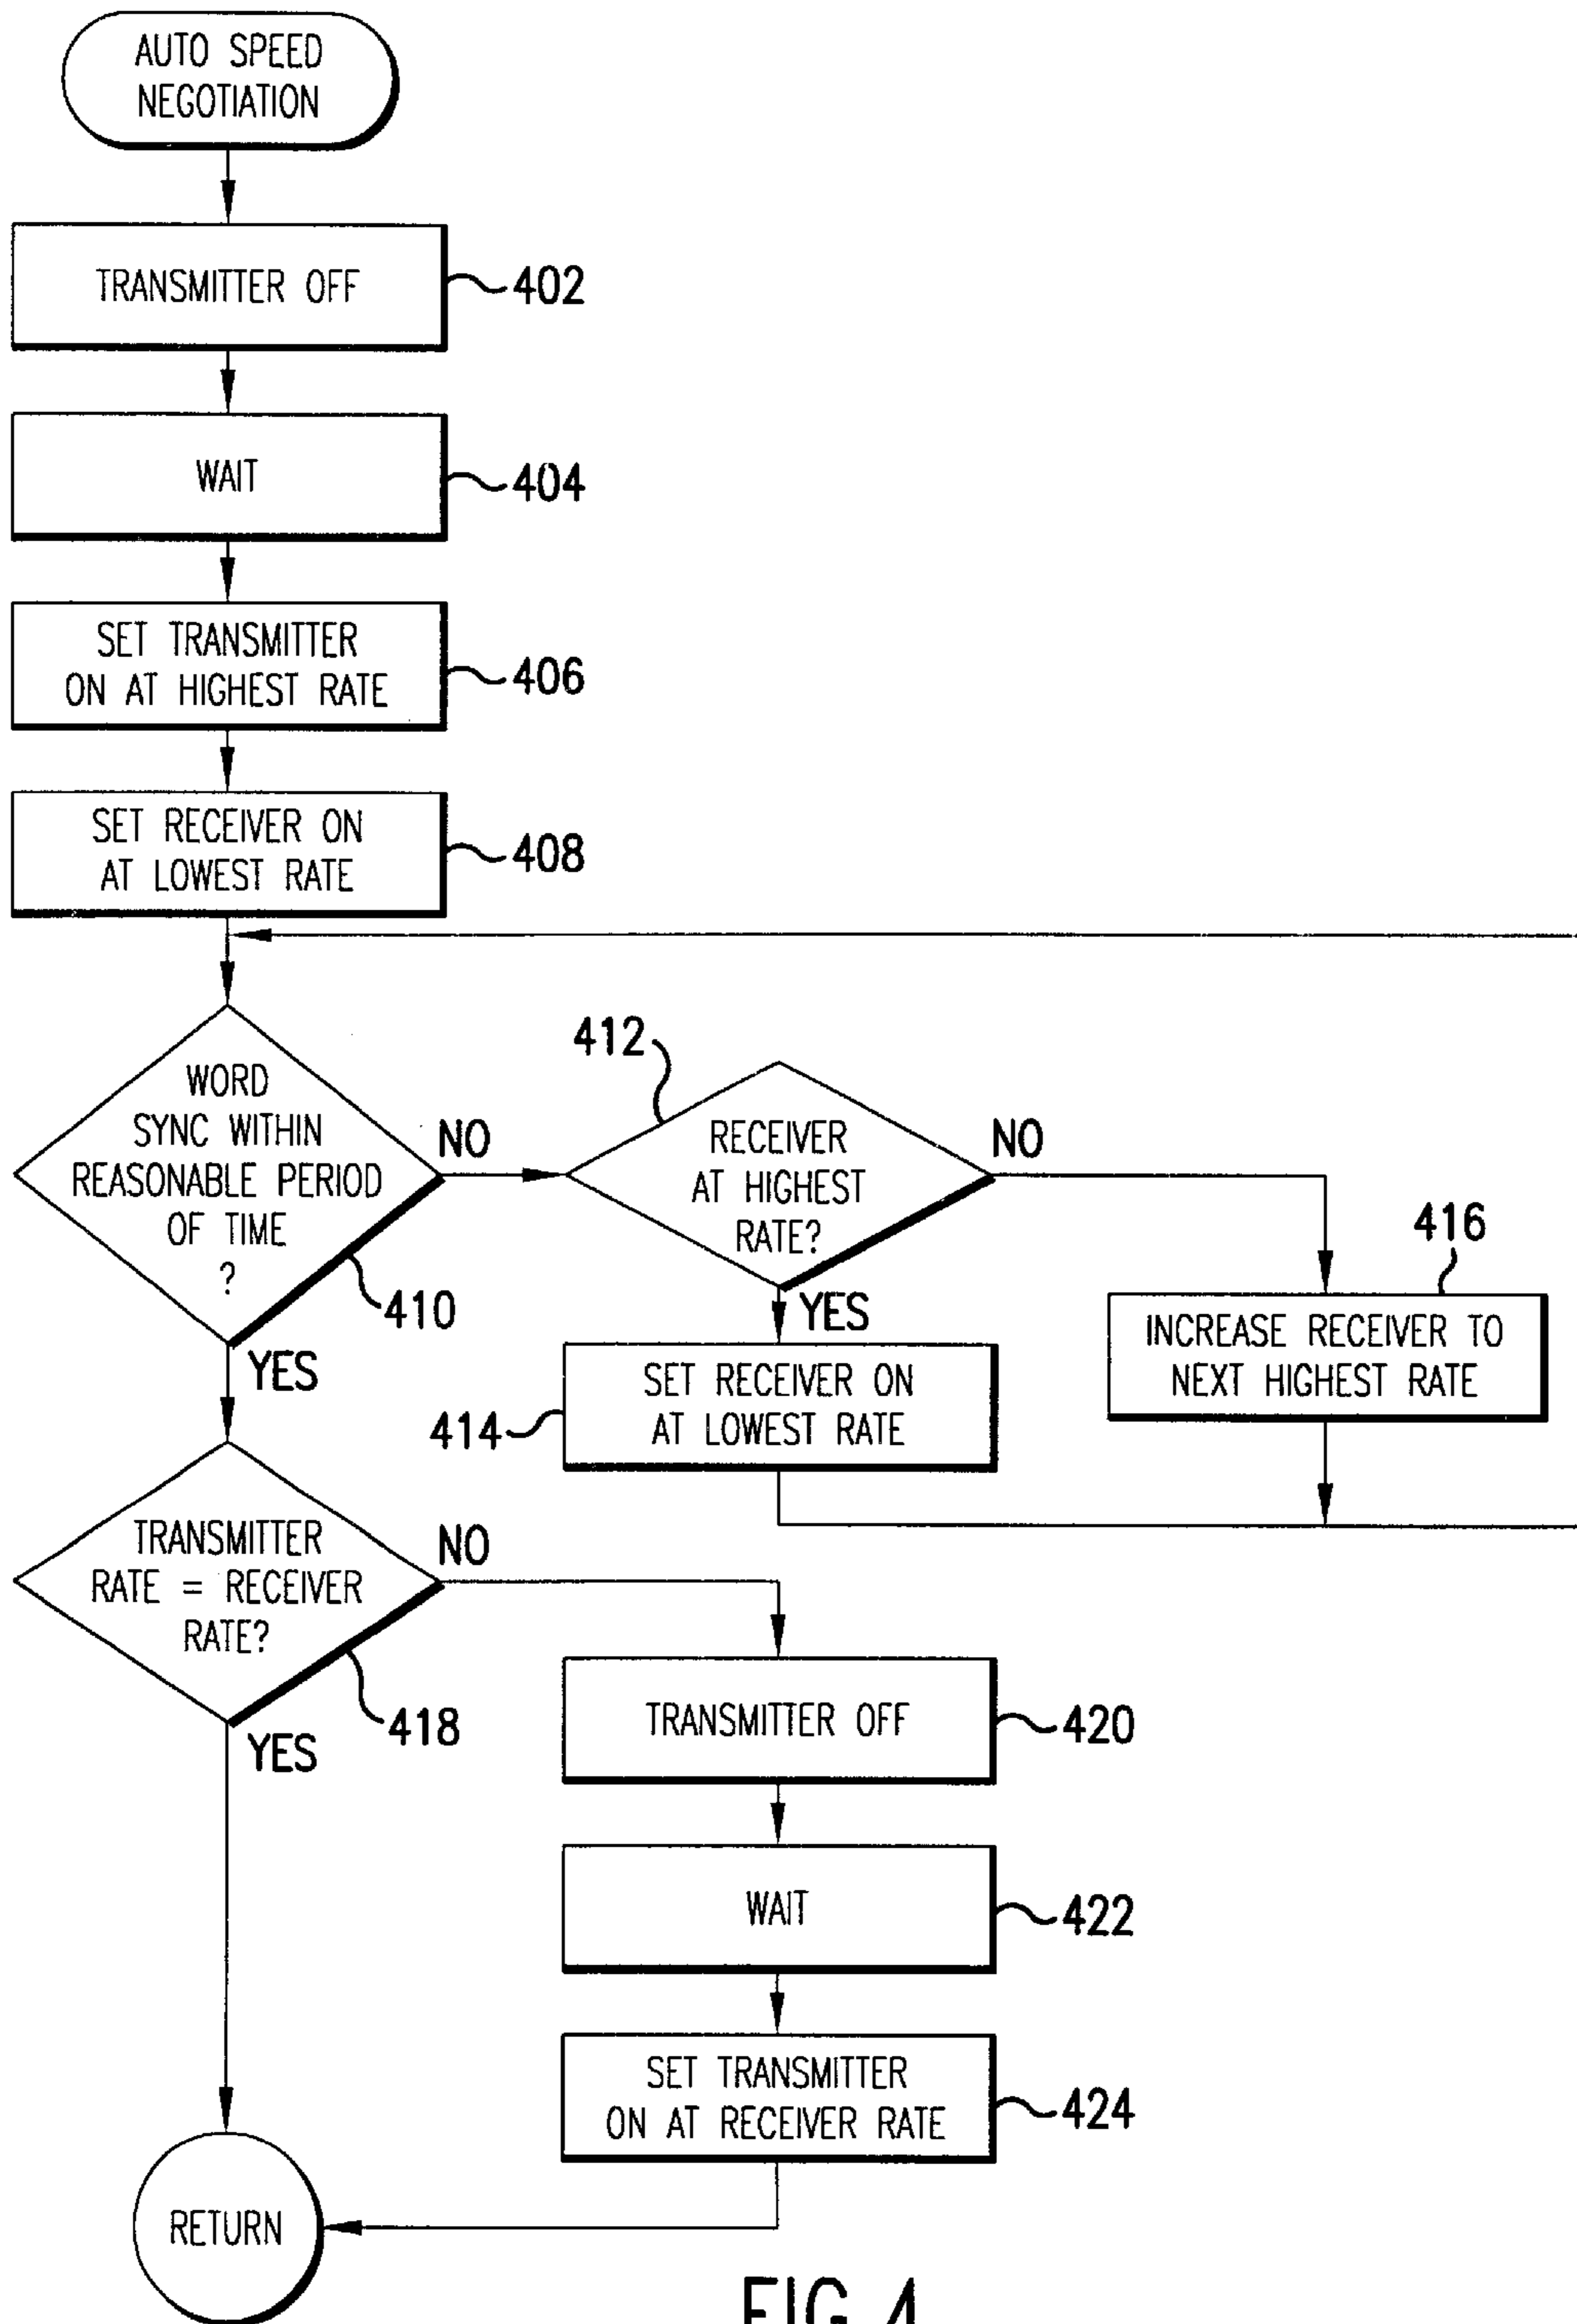 AUTO SPEED
NEGOTIATION
TRANSMITTER OFF
402
WAIT
404
SET TRANSMITTER
ON AT HIGHEST RATE
406
SET RECEIVER ON
AT LOWEST RATE
408
WORD
SYNC WITHIN
REASONABLE PERIOD
OF TIME
?
410
NO
YES
412
RECEIVER
AT HIGHEST
RATE?
NO
YES
416
INCREASE RECEIVER TO
NEXT HIGHEST RATE
414
SET RECEIVER ON
AT LOWEST RATE
TRANSMITTER
RATE = RECEIVER
RATE?
418
NO
YES
TRANSMITTER OFF
420
WAIT
422
SET TRANSMITTER
ON AT RECEIVER RATE
424
RETURN
FIG. 4